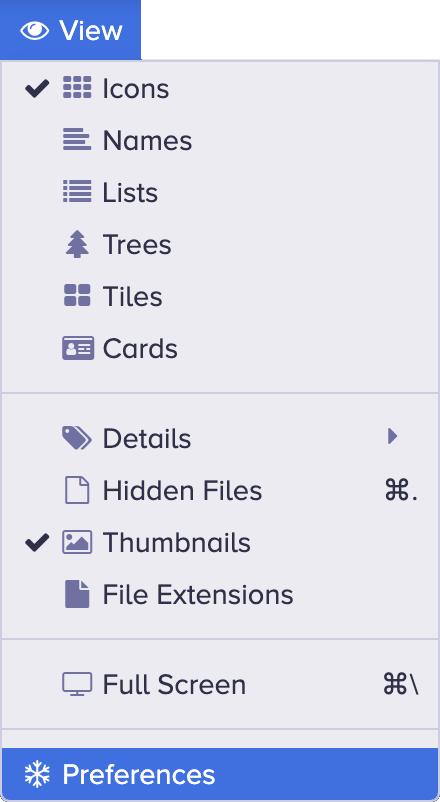 View
Icons
Names
Lists
Trees
Tiles
Cards
Details
Hidden Files ⌘.
Thumbnails
File Extensions
Full Screen ⌘\
Preferences